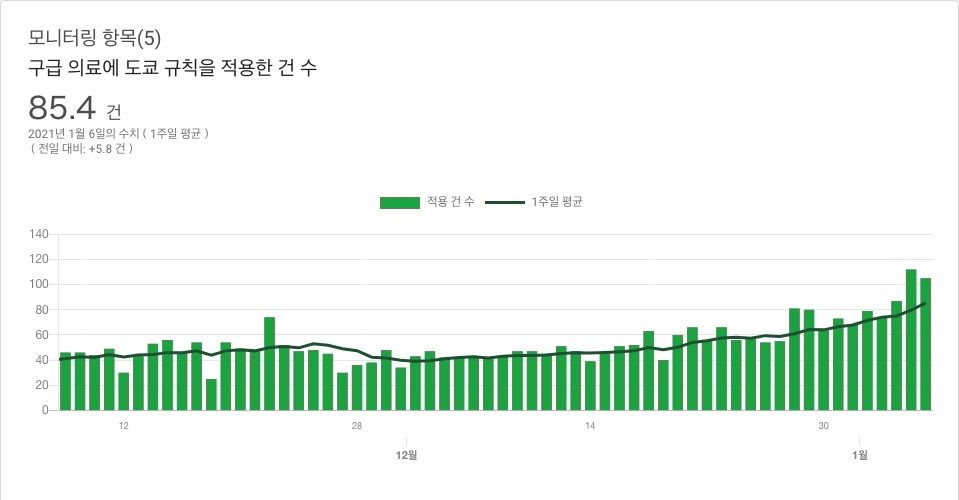 모니터링 항목(5)
구급 의료에 도쿄 규칙을 적용한 건 수
85.4 건
2021년 1월 6일의 수치 ( 1주일 평균 )
( 전일 대비: +5.8 건 )
적용 건 수 1주일 평균
140
120
100
80
60
40
20
0
12 28 14 30
12월 1월